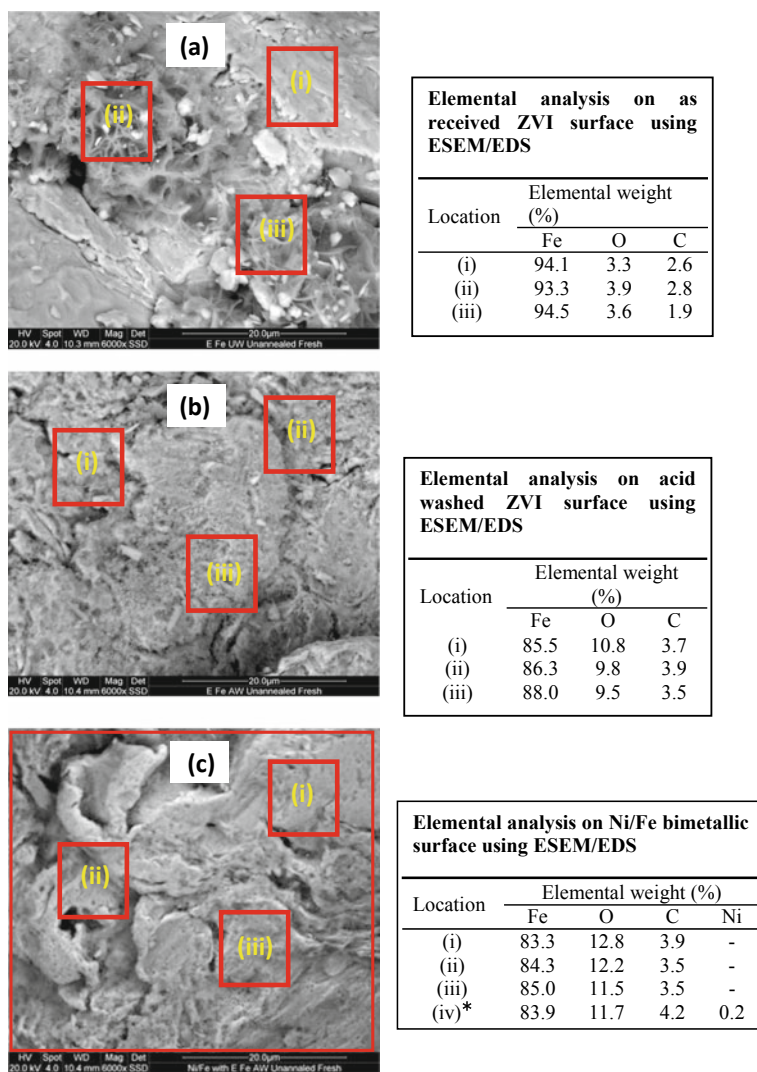 (a)
(i)
(ii)
(iii)
HV Spot WD Mag Det 20.0µm
20.0 kV 4.0 10.3 mm 6000x SSD E Fe UW Unannealed Fresh
Elemental analysis on as
received ZVI surface using
ESEM/EDS
Location Elemental weight
(%)
Fe O C
(i) 94.1 3.3 2.6
(ii) 93.3 3.9 2.8
(iii) 94.5 3.6 1.9
(b)
(i)
(ii)
(iii)
HV Spot WD Mag Det 20.0µm
20.0 kV 4.0 10.4 mm 6000x SSD E Fe AW Unannealed Fresh
Elemental analysis on acid
washed ZVI surface using
ESEM/EDS
Location Elemental weight
(%)
Fe O C
(i) 85.5 10.8 3.7
(ii) 86.3 9.8 3.9
(iii) 88.0 9.5 3.5
(c)
(i)
(ii)
(iii)
HV Spot WD Mag Det 20.0µm
20.0 kV 4.0 10.4 mm 6000x SSD Ni/Fe with E Fe AW Unannealed Fresh
Elemental analysis on Ni/Fe bimetallic
surface using ESEM/EDS
Location Elemental weight (%)
Fe O C Ni
(i) 83.3 12.8 3.9 -
(ii) 84.3 12.2 3.5 -
(iii) 85.0 11.5 3.5 -
(iv)* 83.9 11.7 4.2 0.2